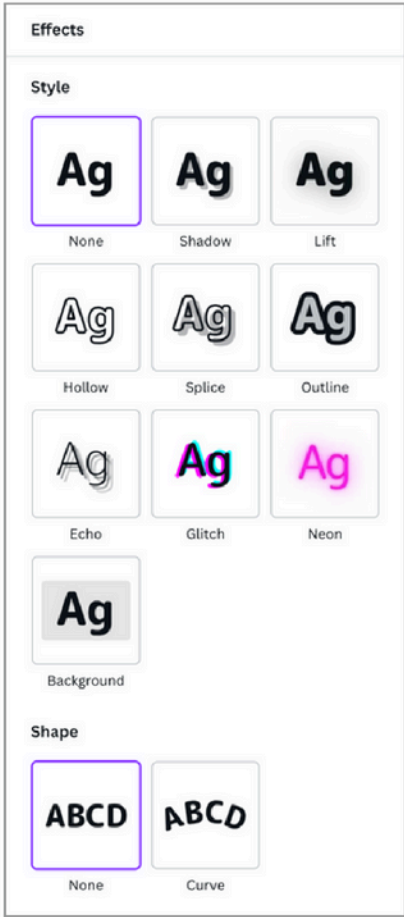 Effects
Style
Ag Ag Ag
None Shadow Lift
Ag Ag Ag
Hollow Splice Outline
Ag Ag Ag
Echo Glitch Neon
Ag
Background
Shape
ABCD ABCD
None Curve